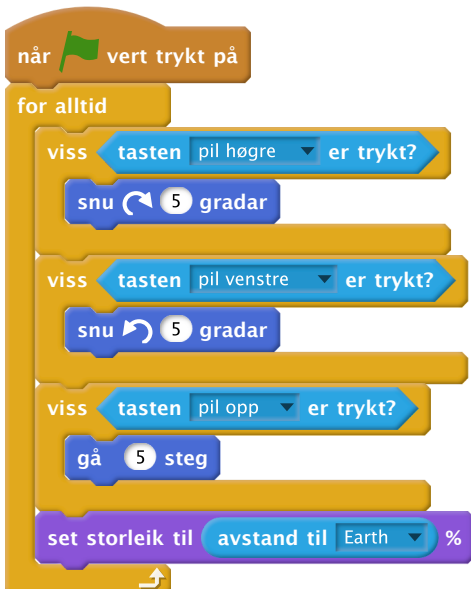 når vert trykt på
for alltid
viss tasten pil høgre er trykt?
snu 5 gradar
viss tasten pil venstre er trykt?
snu 5 gradar
viss tasten pil opp er trykt?
gå 5 steg
set storleik til avstand til Earth %